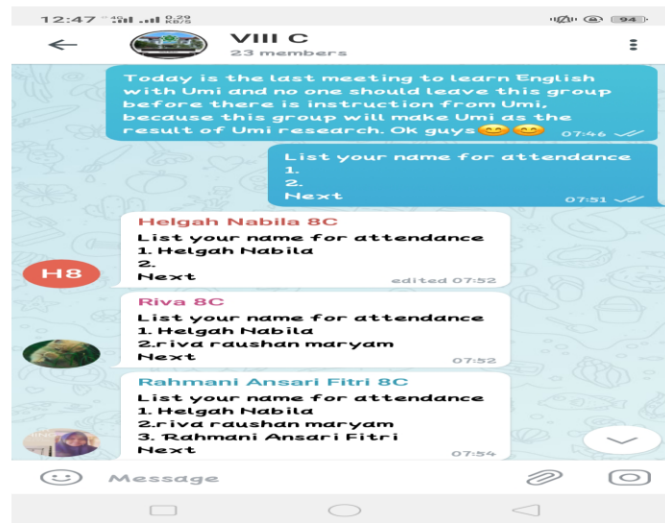 12:47
0.29
KB/S
94
VIII C
23 members
Today is the last meeting to learn English
with Umi and no one should leave this group
before there is instruction from Umi,
because this group will make Umi as the
result of Umi research. Ok guys😊😊 07:46
List your name for attendance
1.
2.
Next 07:51
Helgah Nabila 8C
List your name for attendance
1. Helgah Nabila
2.
Next
edited 07:52
H8
Riva 8C
List your name for attendance
1. Helgah Nabila
2.riva raushan maryam
Next 07:52
Rahmani Ansari Fitri 8C
List your name for attendance
1. Helgah Nabila
2.riva raushan maryam
3. Rahmani Ansari Fitri
Next 07:54
Message